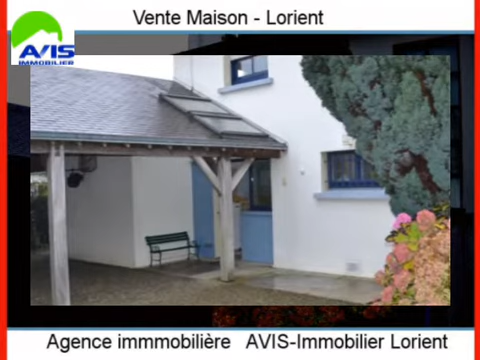 Vente Maison - Lorient
AVIS
IMMOBILIER
Agence immmobilière AVIS-Immobilier Lorient